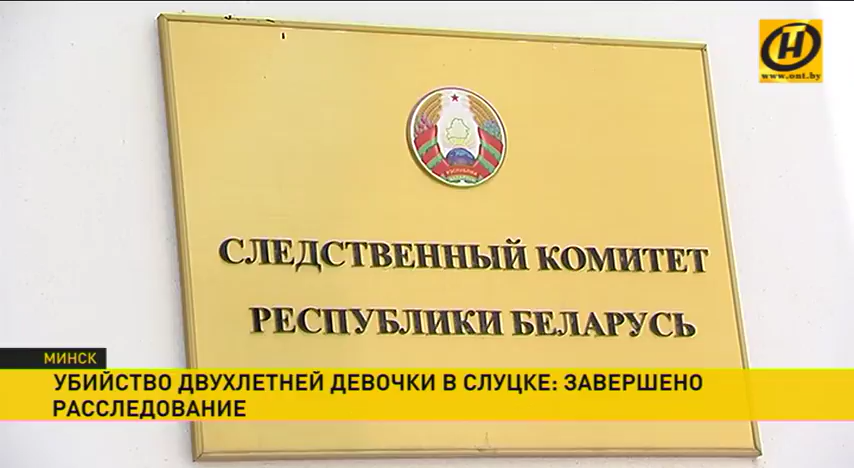 Н
www.ont.by
СЛЕДСТВЕННЫЙ КОМИТЕТ
РЕСПУБЛИКИ БЕЛАРУСЬ
МИНСК
УБИЙСТВО ДВУХЛЕТНЕЙ ДЕВОЧКИ В СЛУЦКЕ: ЗАВЕРШЕНО
РАССЛЕДОВАНИЕ